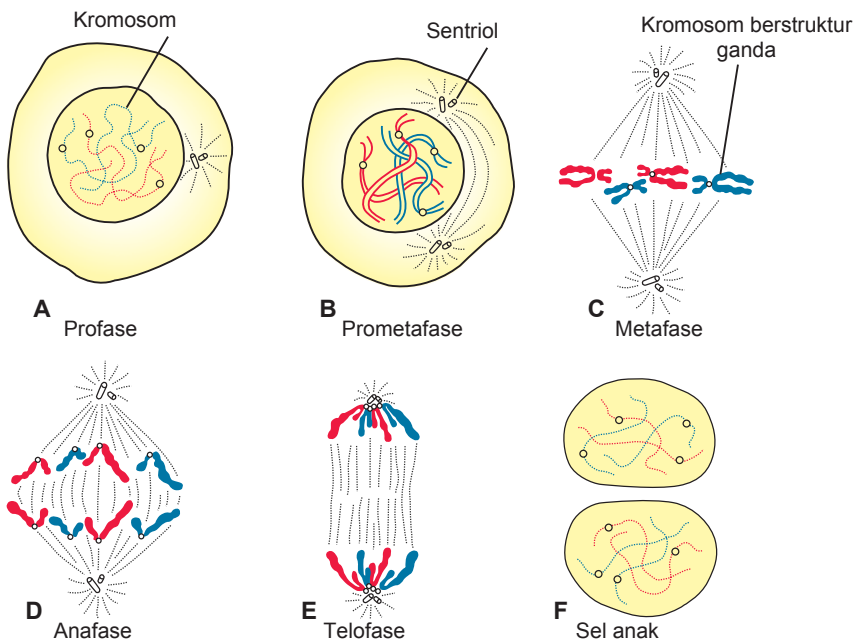 Kromosom
Sentriol
Kromosom berstruktur
ganda
A
Profase
B
Prometafase
C
Metafase
D
Anafase
E
Telofase
F
Sel anak